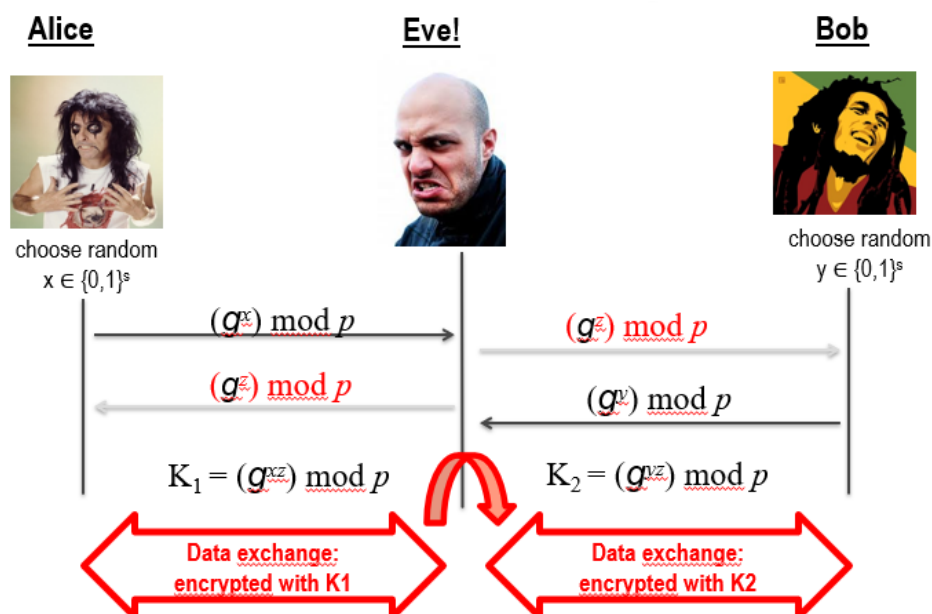 Alice
Eve!
Bob
choose random
x ∈ {0,1}ˢ
choose random
y ∈ {0,1}ˢ
(gˣ) mod p
(gᶻ) mod p
(gᶻ) mod p
(gʸ) mod p
K₁ = (gˣᶻ) mod p
K₂ = (gʸᶻ) mod p
Data exchange:
encrypted with K1
Data exchange:
encrypted with K2